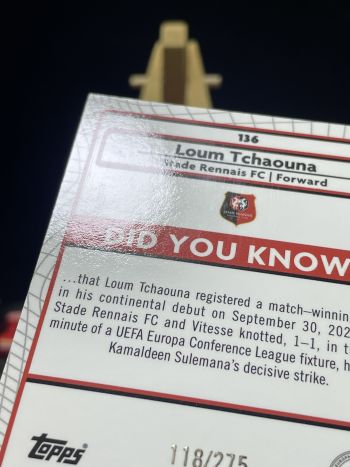 136
Loum Tchaouna
Stade Rennais FC | Forward
DID YOU KNOW
...that Loum Tchaouna registered a match-winning
in his continental debut on September 30, 202
Stade Rennais FC and Vitesse knotted, 1–1, in t
minute of a UEFA Europa Conference League fixture, h
Kamaldeen Sulemana's decisive strike.
Topps
118/275